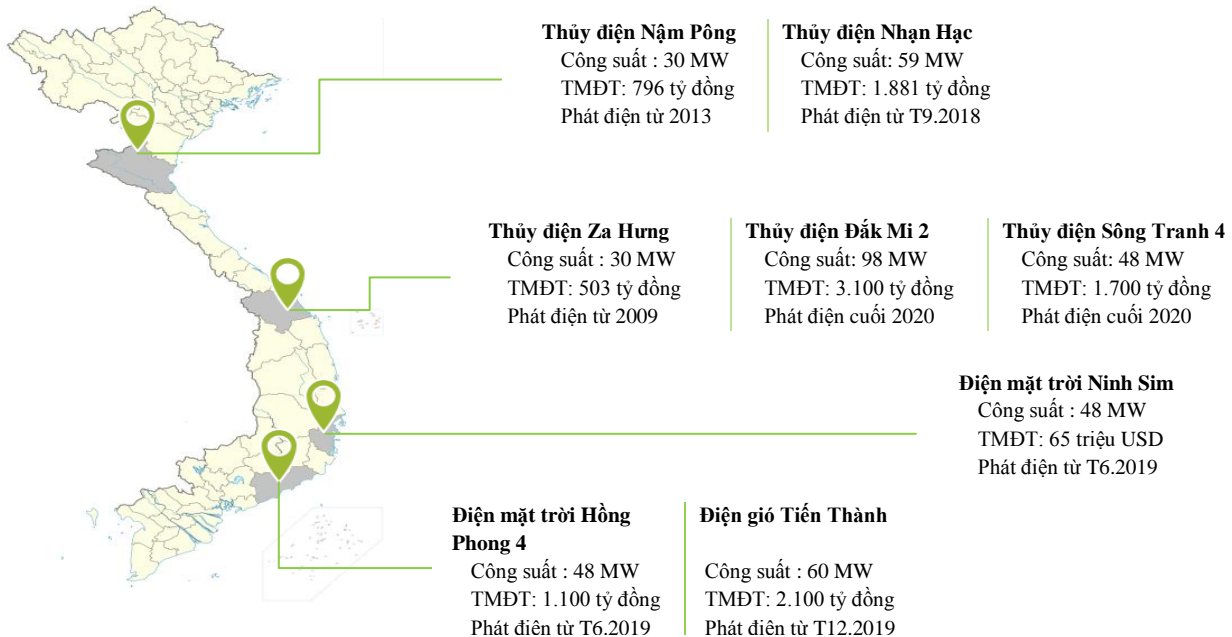 Thủy điện Nậm Pông
Công suất : 30 MW
TMĐT: 796 tỷ đồng
Phát điện từ 2013
Thủy điện Nhạn Hạc
Công suất: 59 MW
TMĐT: 1.881 tỷ đồng
Phát điện từ T9.2018
Thủy điện Za Hưng
Công suất : 30 MW
TMĐT: 503 tỷ đồng
Phát điện từ 2009
Thủy điện Đắk Mi 2
Công suất: 98 MW
TMĐT: 3.100 tỷ đồng
Phát điện cuối 2020
Thủy điện Sông Tranh 4
Công suất: 48 MW
TMĐT: 1.700 tỷ đồng
Phát điện cuối 2020
Điện mặt trời Ninh Sim
Công suất : 48 MW
TMĐT: 65 triệu USD
Phát điện từ T6.2019
Điện mặt trời Hồng
Phong 4
Công suất : 48 MW
TMĐT: 1.100 tỷ đồng
Phát điện từ T6.2019
Điện gió Tiến Thành
Công suất : 60 MW
TMĐT: 2.100 tỷ đồng
Phát điện từ T12.2019